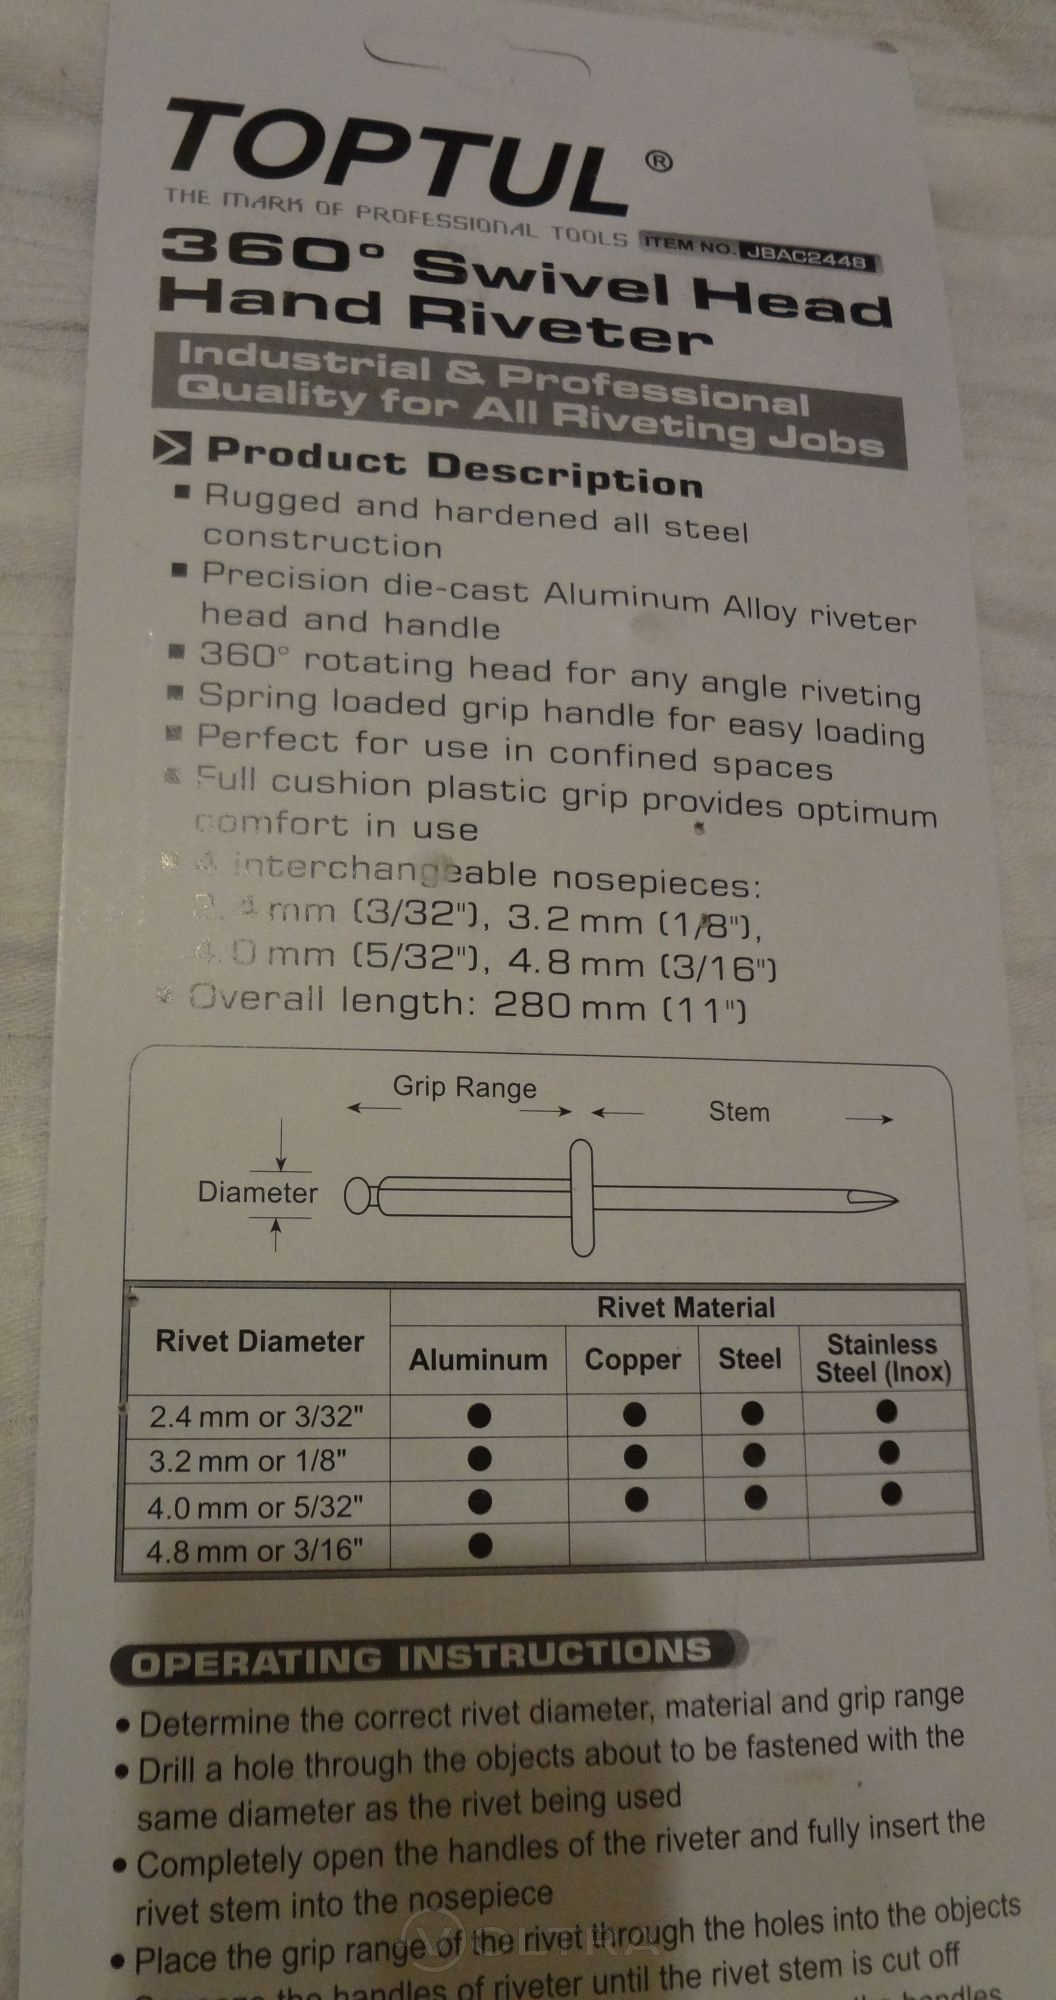 TOPTUL®
THE MARK OF PROFESSIONAL TOOLS ITEM NO. JBAC2448
360° Swivel Head
Hand Riveter
Industrial & Professional
Quality for All Riveting Jobs
Product Description
▪ Rugged and hardened all steel
construction
▪ Precision die-cast Aluminum Alloy riveter
head and handle
▪ 360° rotating head for any angle riveting
▪ Spring loaded grip handle for easy loading
▪ Perfect for use in confined spaces
▪ Full cushion plastic grip provides optimum
comfort in use
▪ 4 interchangeable nosepieces:
2.4 mm (3/32"), 3.2 mm (1/8"),
4.0 mm (5/32"), 4.8 mm (3/16")
▪ Overall length: 280 mm (11")
Grip Range
Stem
Diameter
Rivet Material
Rivet Diameter
Aluminum Copper Steel Stainless
Steel (Inox)
2.4 mm or 3/32" ● ● ● ●
3.2 mm or 1/8" ● ● ● ●
4.0 mm or 5/32" ● ● ● ●
4.8 mm or 3/16" ●
OPERATING INSTRUCTIONS
• Determine the correct rivet diameter, material and grip range
• Drill a hole through the objects about to be fastened with the
same diameter as the rivet being used
• Completely open the handles of the riveter and fully insert the
rivet stem into the nosepiece
• Place the grip range of the rivet through the holes into the objects
the handles of riveter until the rivet stem is cut off
handles